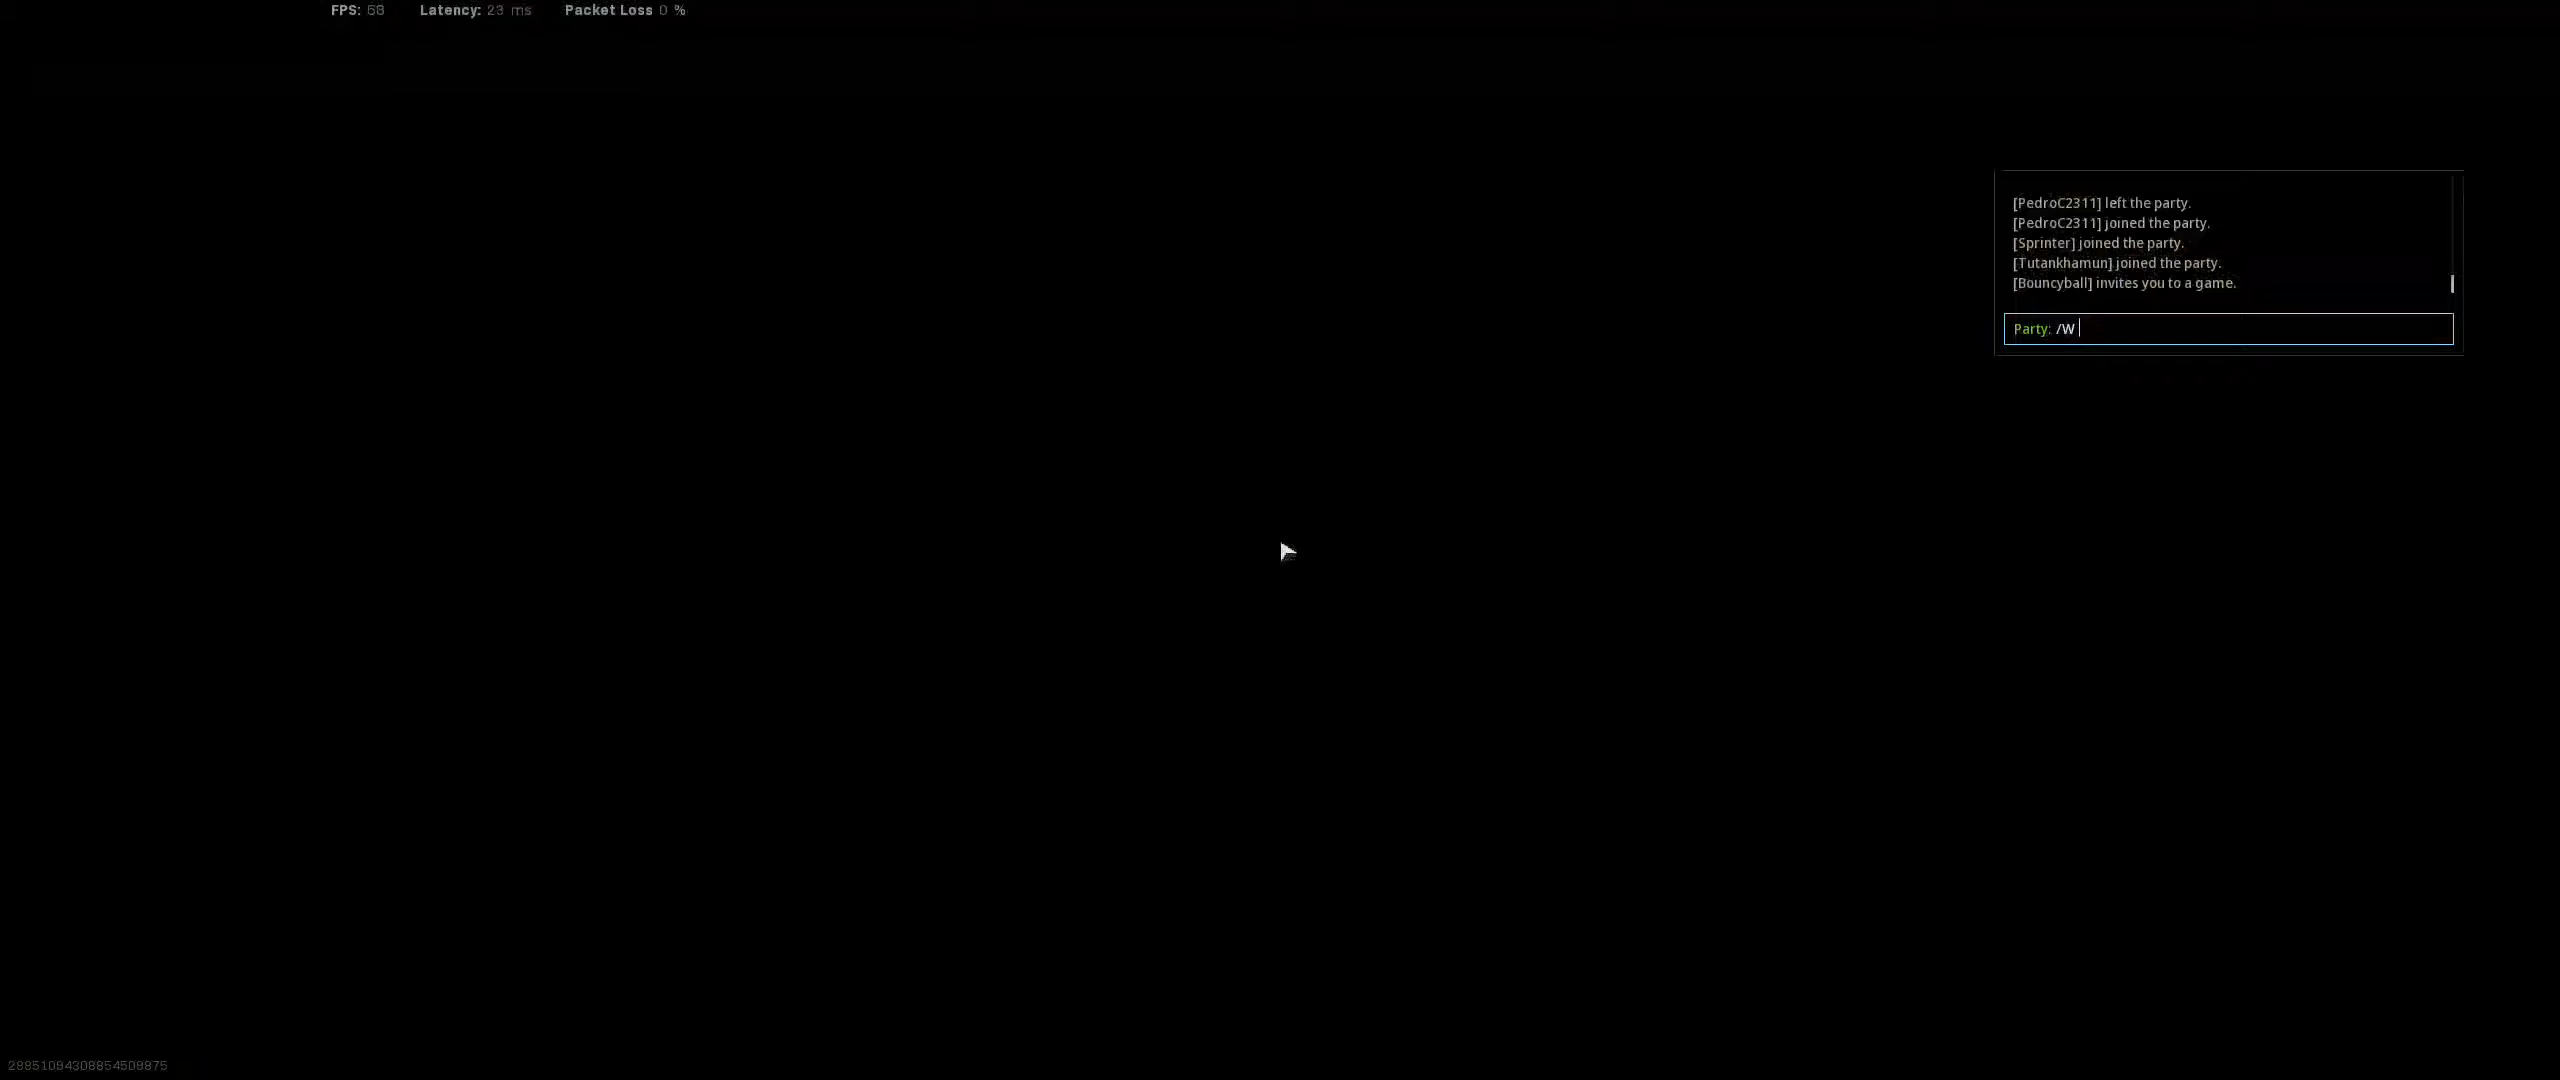 FPS: 58 Latency: 23 ms Packet Loss 0 %
[PedroC2311] left the party.
[PedroC2311] joined the party.
[Sprinter] joined the party.
[Tutankhamun] joined the party.
[Bouncyball] invites you to a game.
Party: /W
28851094308854509875